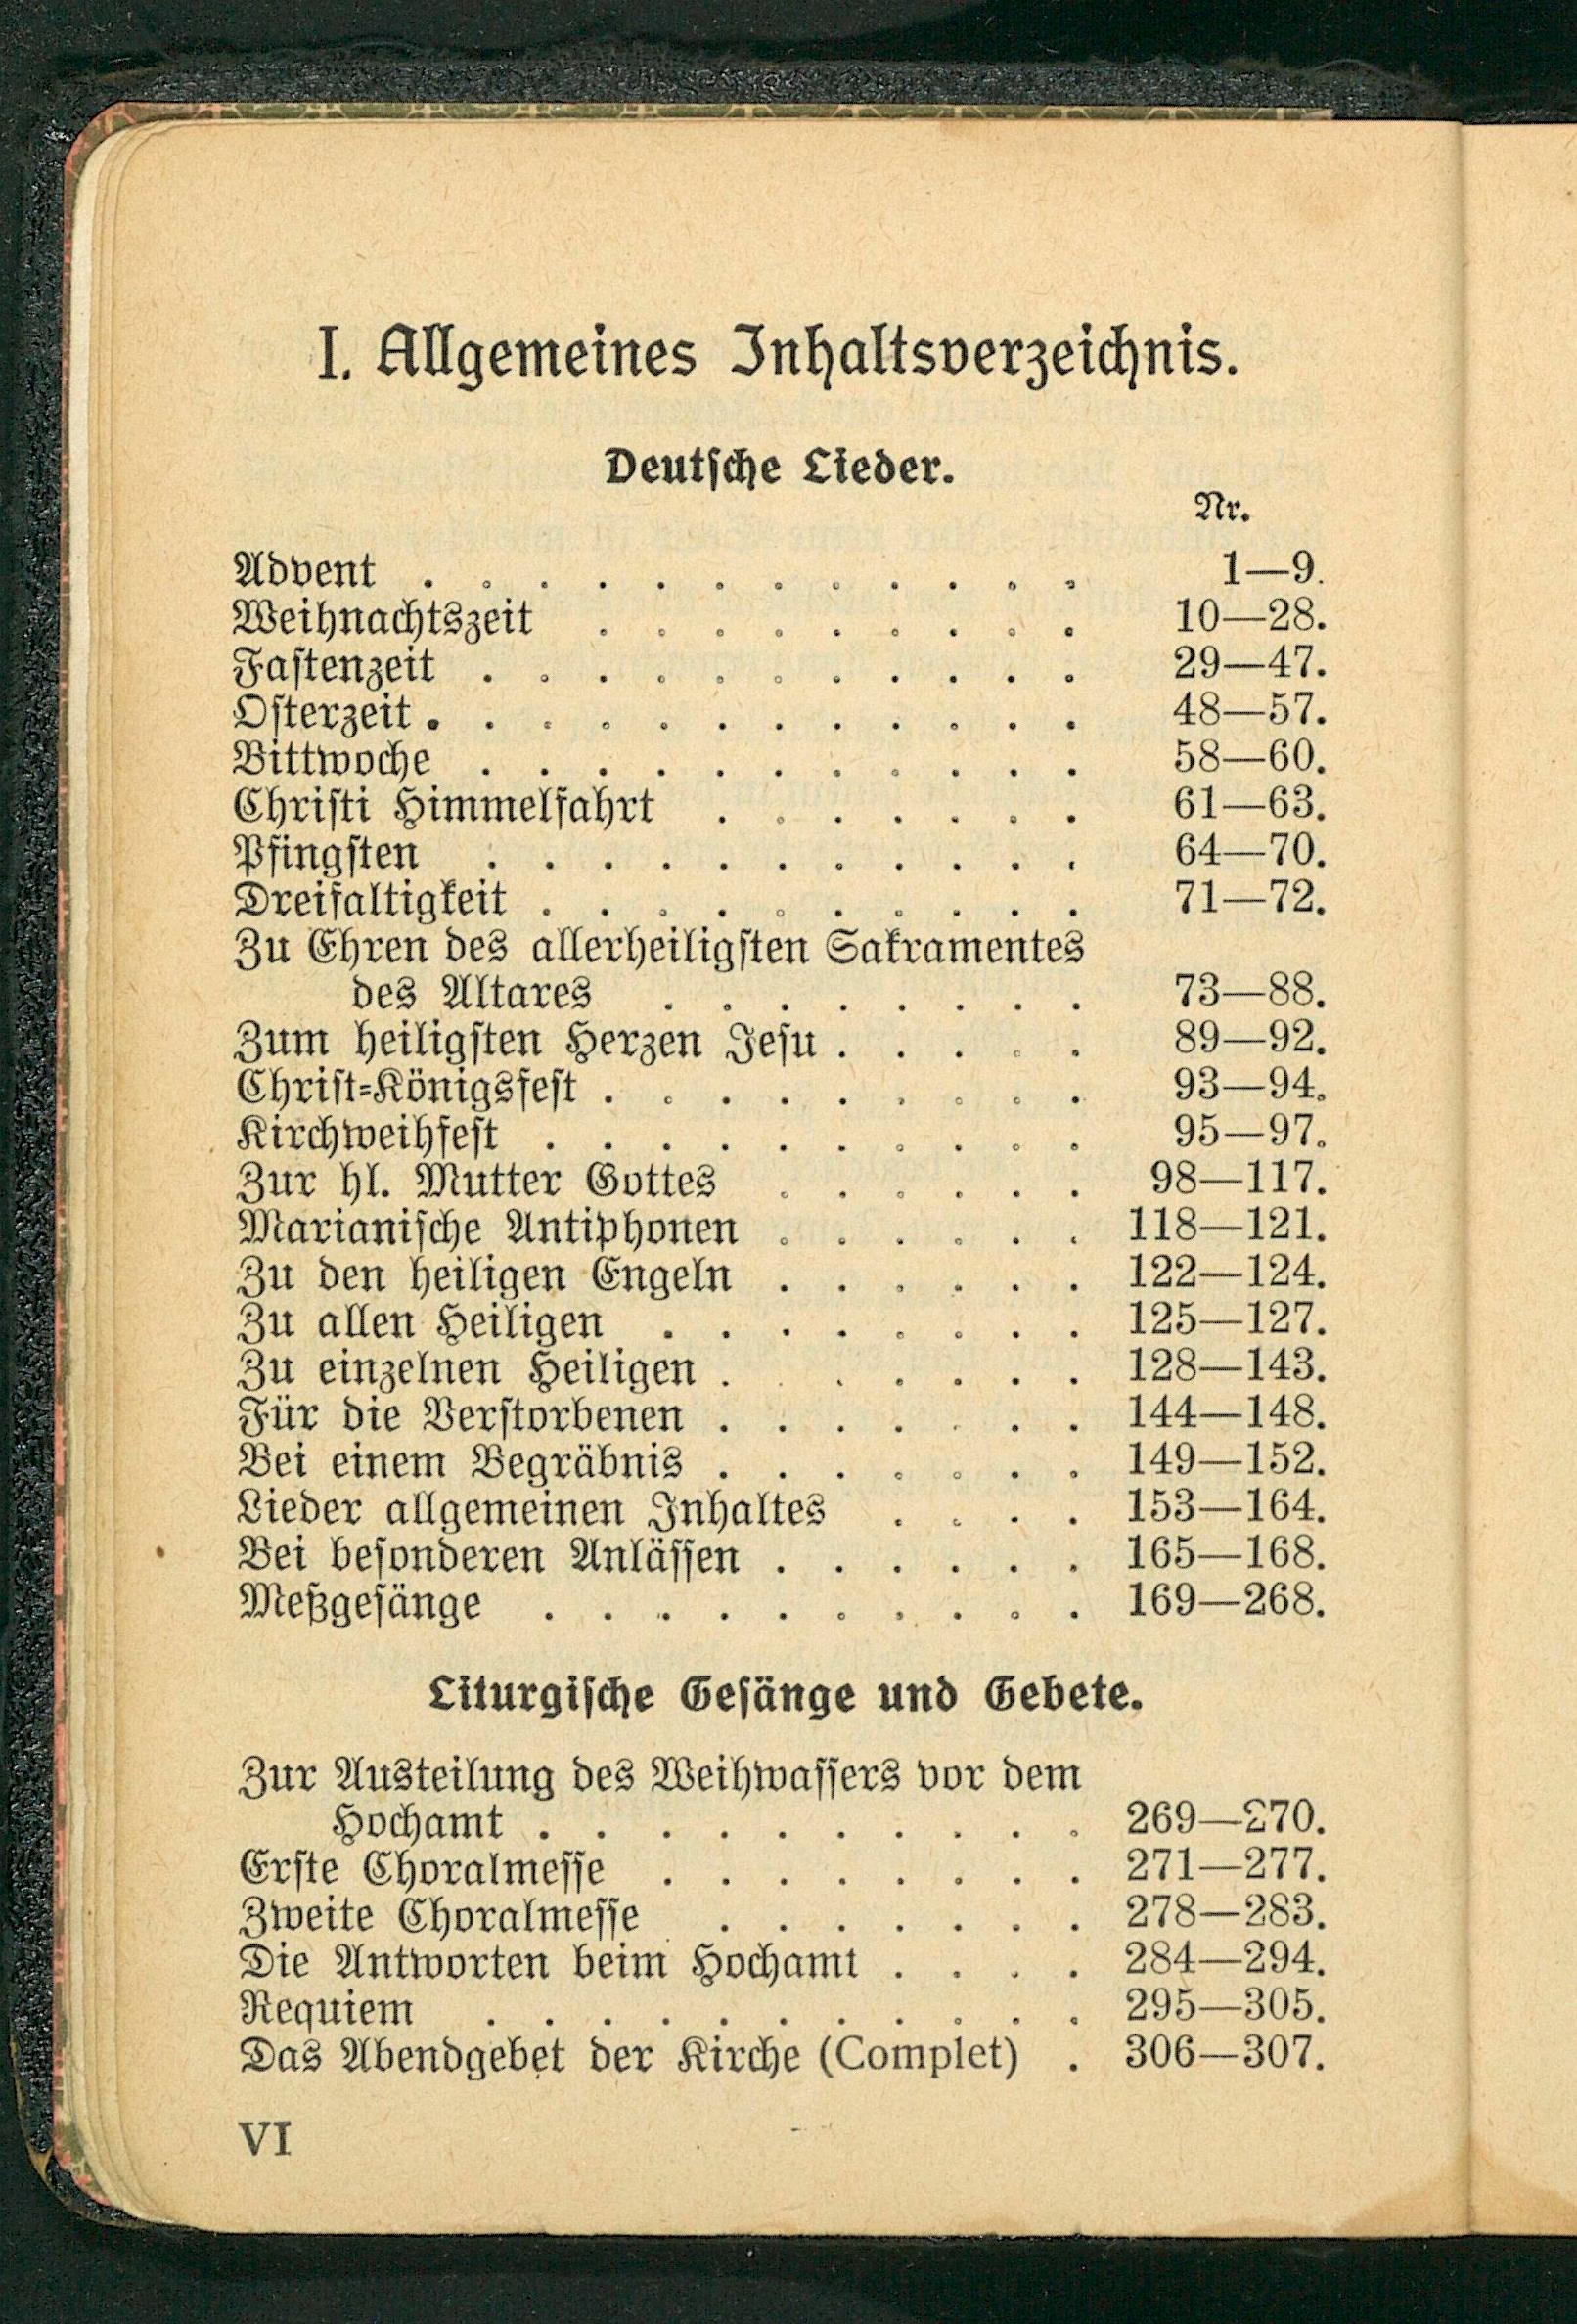 I. Allgemeines Inhaltsverzeichnis.
Deutsche Lieder.
Nr.
Advent . . . . . . . . . . . . 1—9.
Weihnachtszeit . . . . . . . . . 10—28.
Fastenzeit . . . . . . . . . . . 29—47.
Osterzeit . . . . . . . . . . . . 48—57.
Bittwoche . . . . . . . . . . . 58—60.
Christi Himmelfahrt . . . . . . . 61—63.
Pfingsten . . . . . . . . . . . 64—70.
Dreifaltigkeit . . . . . . . . . . 71—72.
Zu Ehren des allerheiligsten Sakramentes
des Altares . . . . . . . . 73—88.
Zum heiligsten Herzen Jesu . . . . . 89—92.
Christ-Königsfest . . . . . . . . . 93—94.
Kirchweihfest . . . . . . . . . . 95—97.
Zur hl. Mutter Gottes . . . . . . 98—117.
Marianische Antiphonen . . . . . . 118—121.
Zu den heiligen Engeln . . . . . . 122—124.
Zu allen Heiligen . . . . . . . . 125—127.
Zu einzelnen Heiligen . . . . . . . 128—143.
Für die Verstorbenen . . . . . . . 144—148.
Bei einem Begräbnis . . . . . . . 149—152.
Lieder allgemeinen Inhaltes . . . . 153—164.
Bei besonderen Anlässen . . . . . . 165—168.
Meßgesänge . . . . . . . . . . 169—268.
Liturgische Gesänge und Gebete.
Zur Austeilung des Weihwassers vor dem
Hochamt . . . . . . . . . . 269—270.
Erste Choralmesse . . . . . . . . 271—277.
Zweite Choralmesse . . . . . . . 278—283.
Die Antworten beim Hochamt . . . . 284—294.
Requiem . . . . . . . . . . . 295—305.
Das Abendgebet der Kirche (Complet) . 306—307.
VI